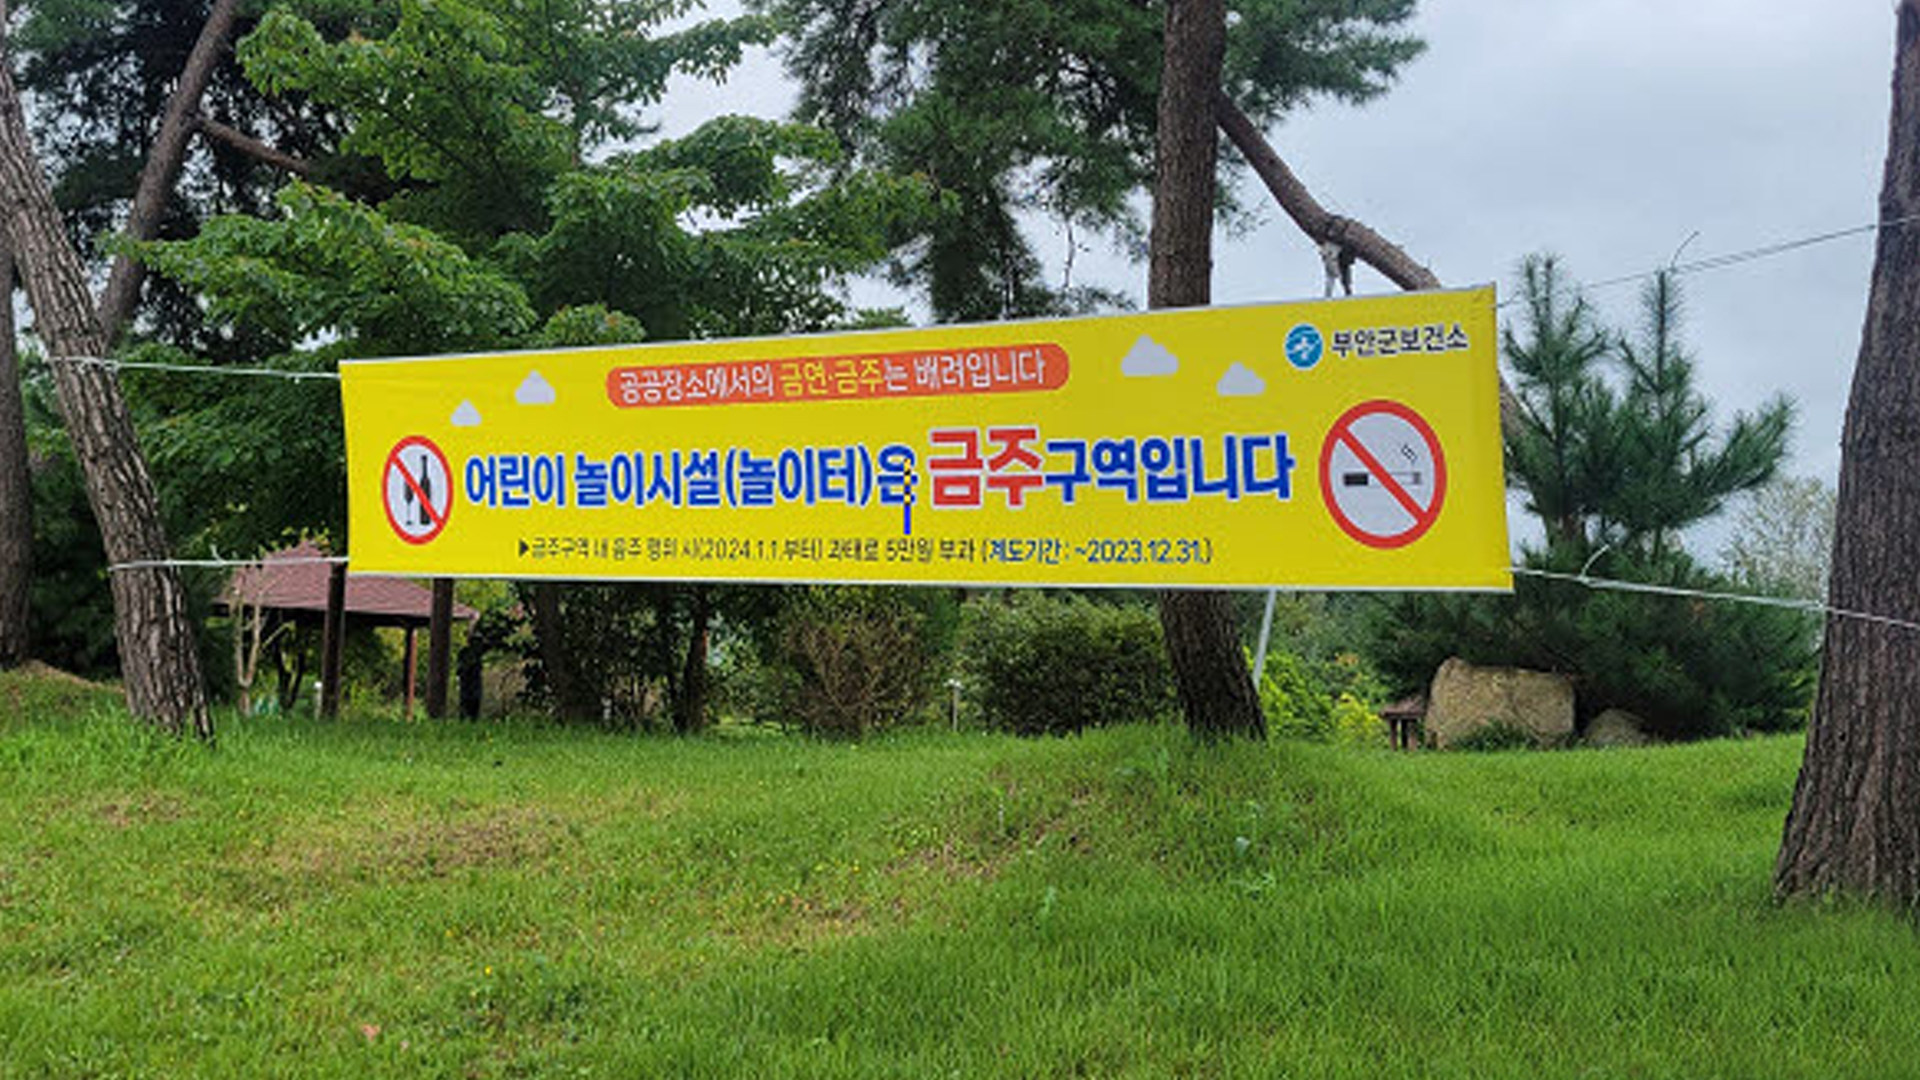 공공장소에서의 금연·금주는 배려입니다
부안군보건소
어린이 놀이시설(놀이터)은 금주구역입니다
▶금주구역 내 음주 행위 시(2024.1.1.부터) 과태료 5만원 부과 (계도기간 : ~2023.12.31.)